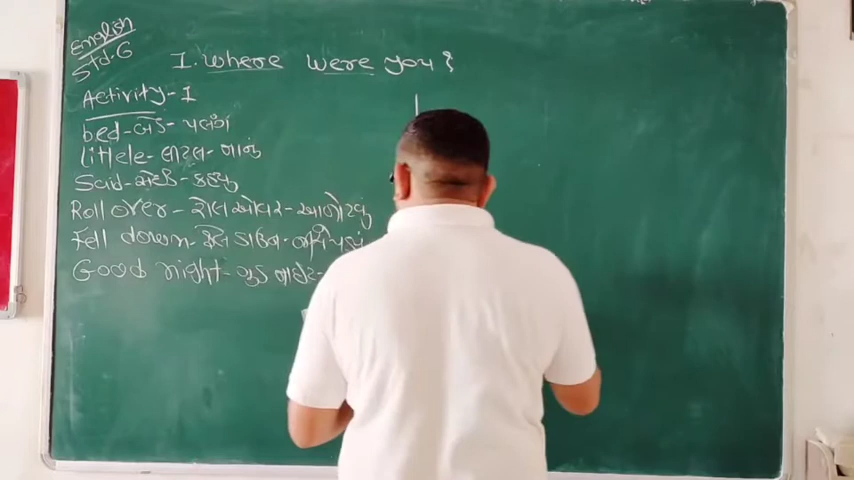 English
Std-6
1. Where were you?
Activity-1
bed-બેડ-પલંગ
little-લીટલ-નાનું
Said-સેઈડ-કહ્યું
Roll over-રોલ ઓવર-આળોટવું
Fell down-ફેલ ડાઉન-નીચે પડ્યું
Good night-ગુડ નાઈટ-